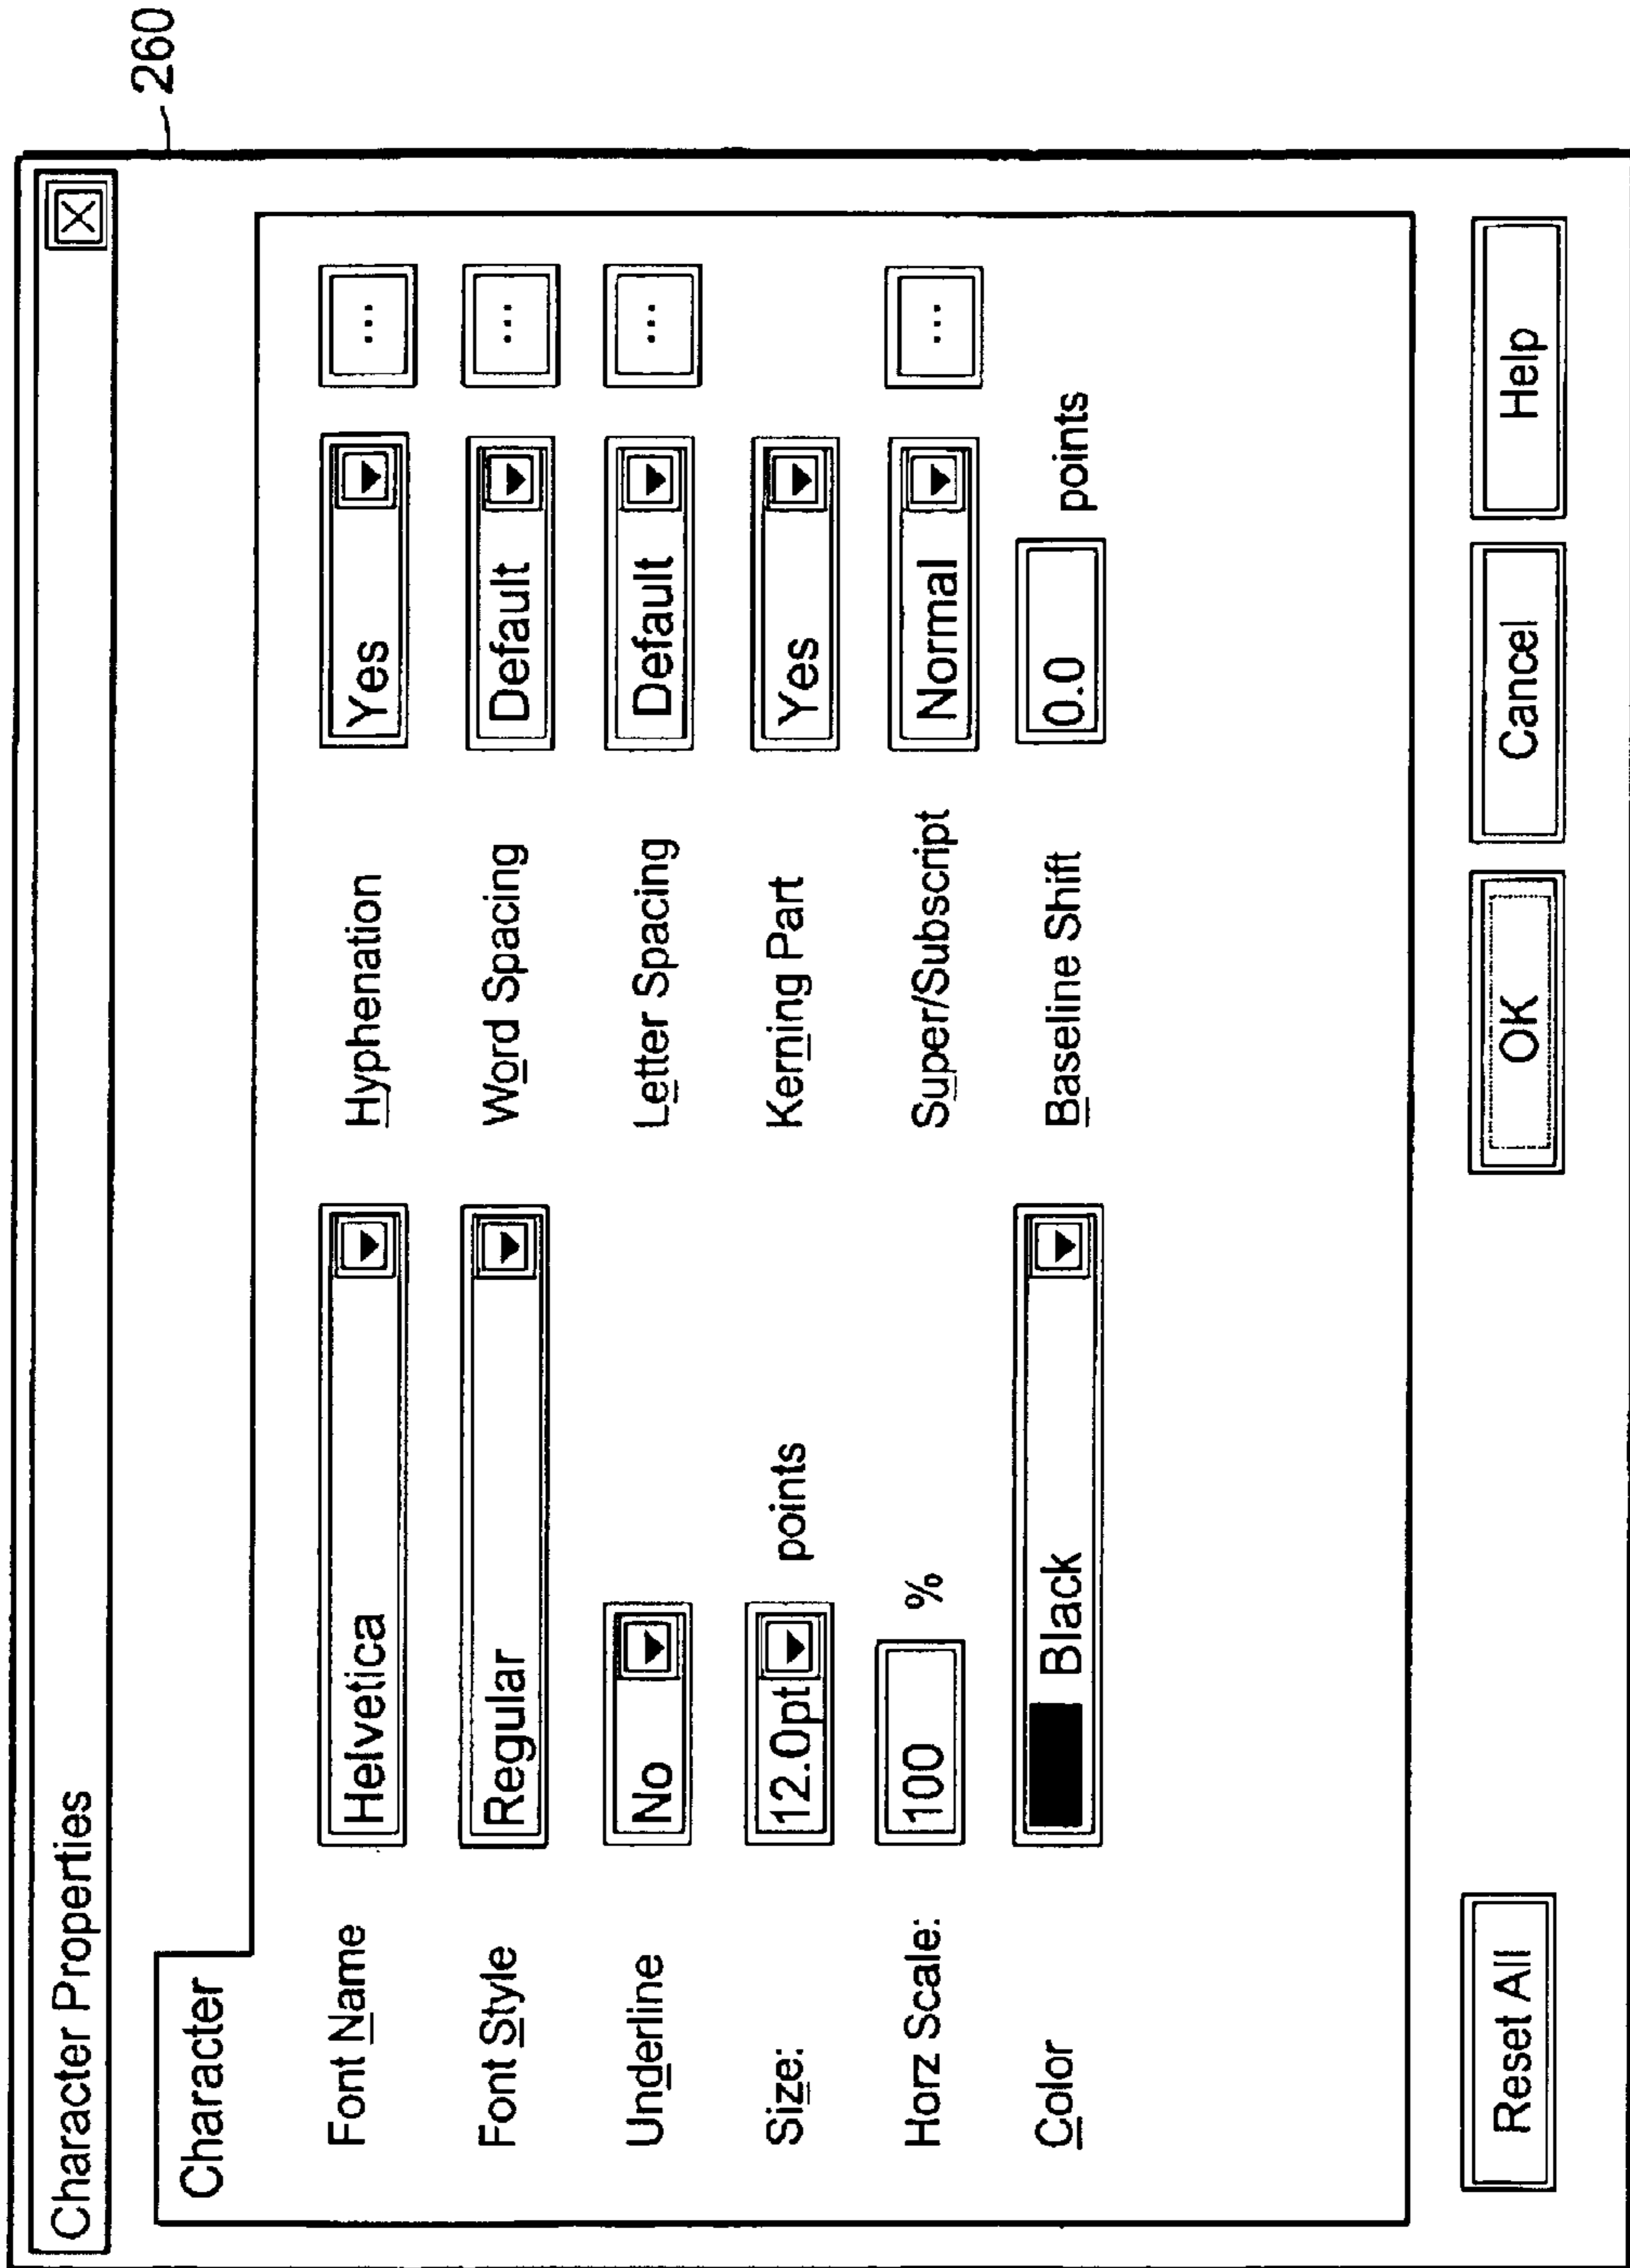 260
Character Properties
Character
Font Name Helvetica Hyphenation Yes ...
Font Style Regular Word Spacing Default ...
Underline No Letter Spacing Default ...
Size: 12.0pt points Kerning Part Yes
Horz Scale: 100 % Super/Subscript Normal ...
Color Black Baseline Shift 0.0 points
Reset All OK Cancel Help